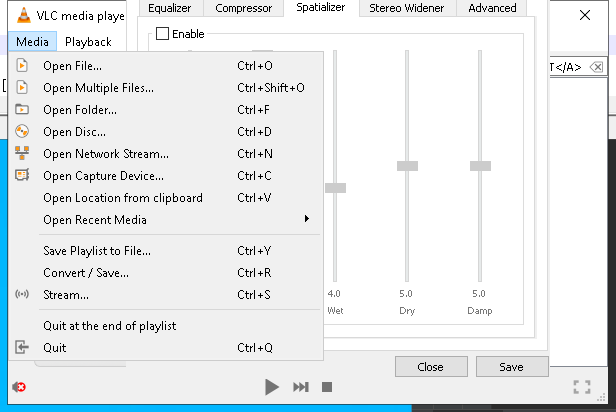 VLC media playe
Equalizer Compressor Spatializer Stereo Widener Advanced
Media Playback
Enable
T</A>
[
Open File... Ctrl+O
Open Multiple Files... Ctrl+Shift+O
Open Folder... Ctrl+F
Open Disc... Ctrl+D
Open Network Stream... Ctrl+N
Open Capture Device... Ctrl+C
Open Location from clipboard Ctrl+V
Open Recent Media
Save Playlist to File... Ctrl+Y
Convert / Save... Ctrl+R
Stream... Ctrl+S
4.0 5.0 5.0
Wet Dry Damp
Quit at the end of playlist
Quit Ctrl+Q
Close Save